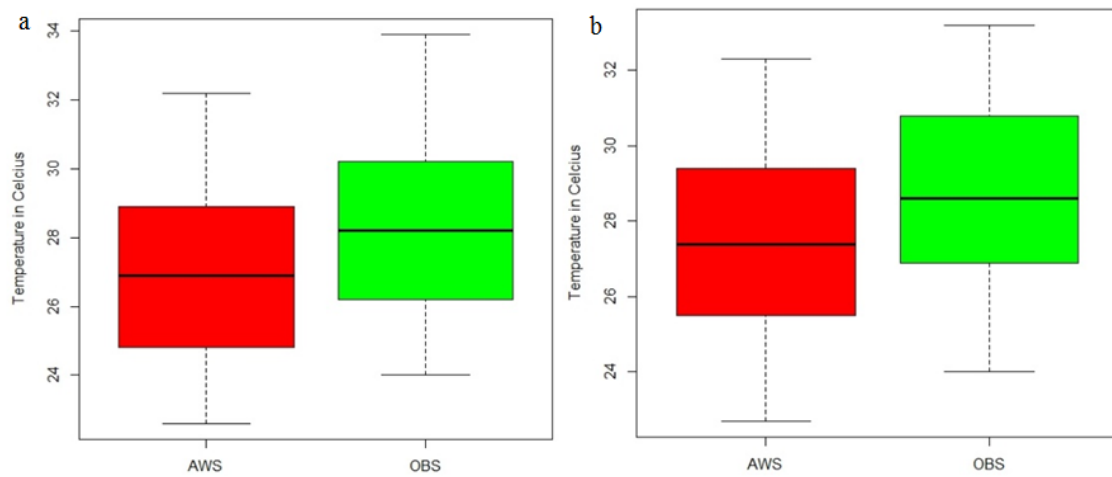 a
Temperature in Celcius
34
32
30
28
26
24
AWS
OBS
b
Temperature in Celcius
32
30
28
26
24
AWS
OBS